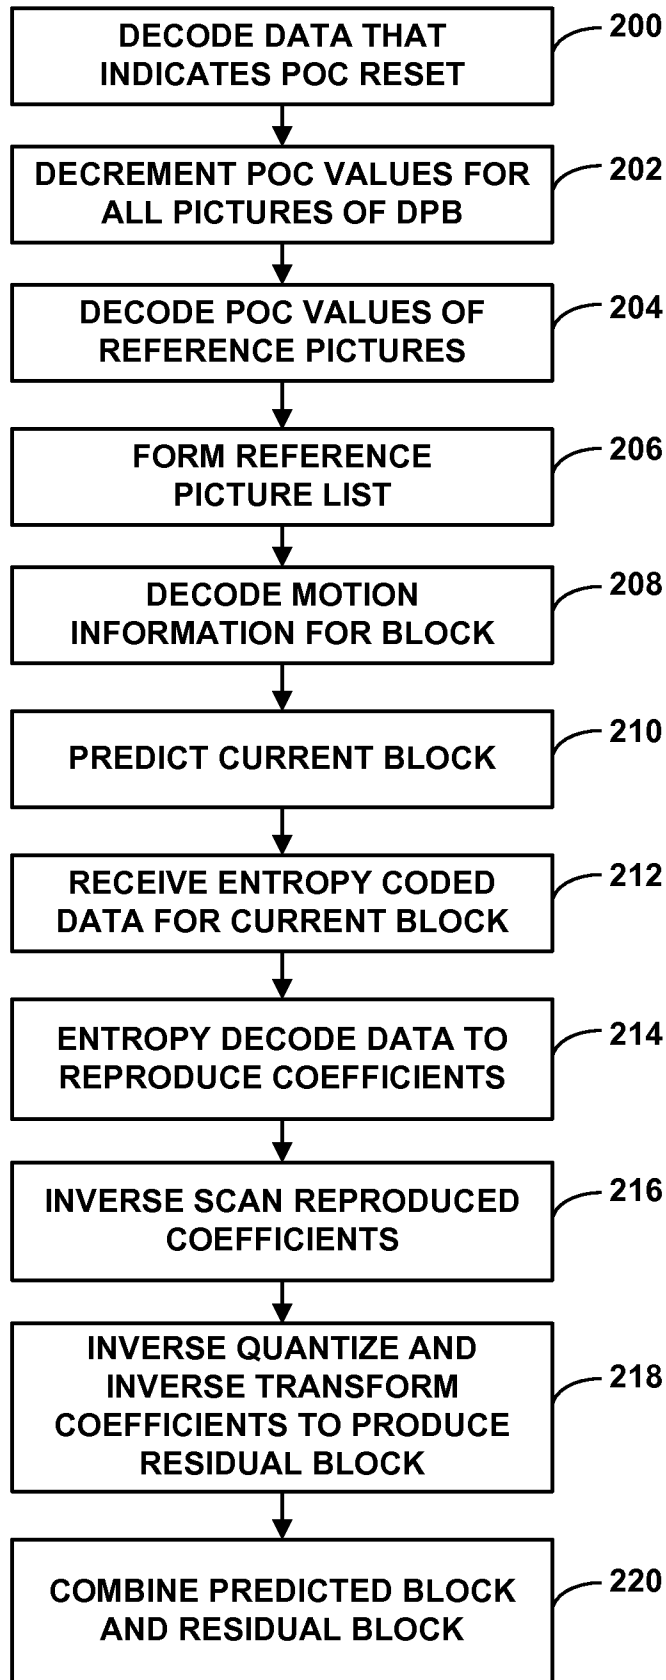 DECODE DATA THAT
INDICATES POC RESET
200
DECREMENT POC VALUES FOR
ALL PICTURES OF DPB
202
DECODE POC VALUES OF
REFERENCE PICTURES
204
FORM REFERENCE
PICTURE LIST
206
DECODE MOTION
INFORMATION FOR BLOCK
208
PREDICT CURRENT BLOCK
210
RECEIVE ENTROPY CODED
DATA FOR CURRENT BLOCK
212
ENTROPY DECODE DATA TO
REPRODUCE COEFFICIENTS
214
INVERSE SCAN REPRODUCED
COEFFICIENTS
216
INVERSE QUANTIZE AND
INVERSE TRANSFORM
COEFFICIENTS TO PRODUCE
RESIDUAL BLOCK
218
COMBINE PREDICTED BLOCK
AND RESIDUAL BLOCK
220